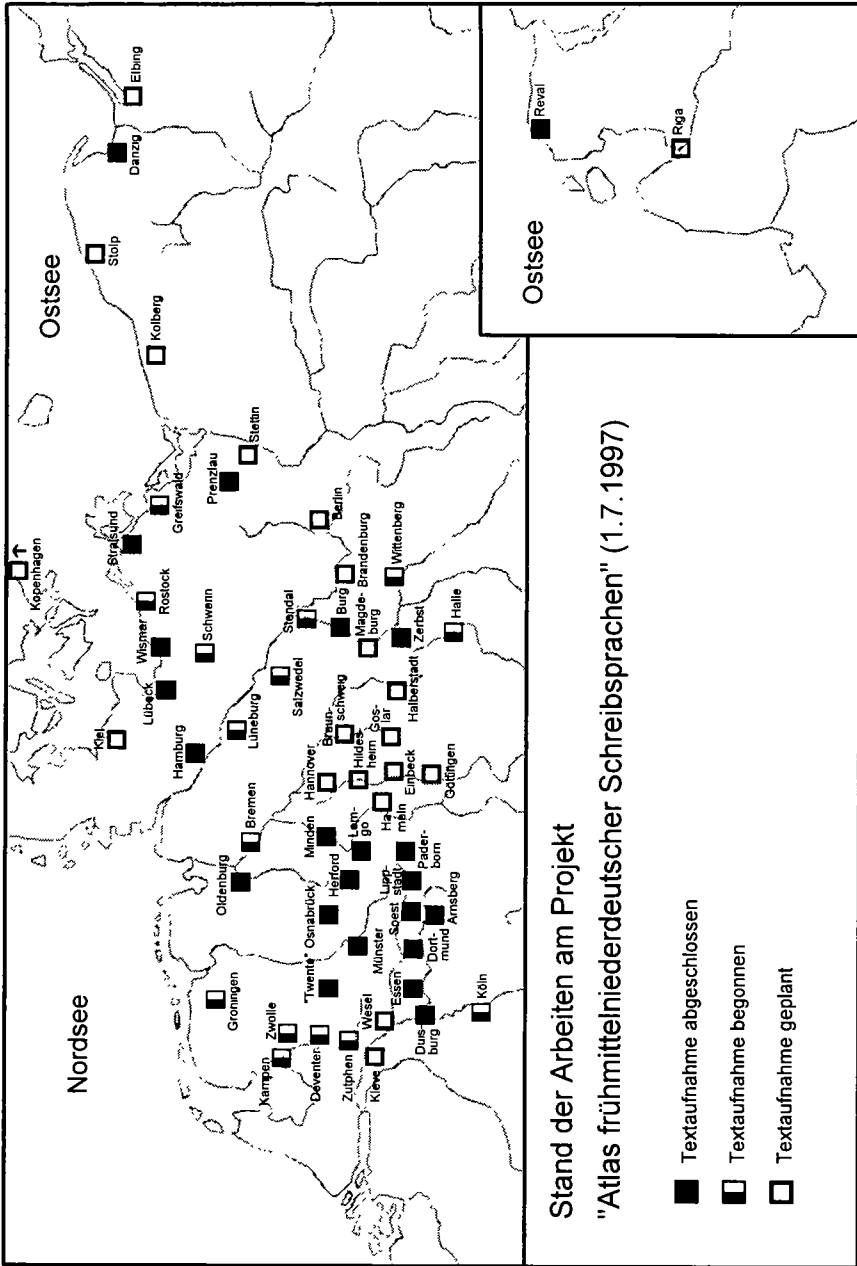 Nordsee
Ostsee
Kopenhagen
Kiel
Lübeck
Wismar
Rostock
Stralsund
Greifswald
Kolberg
Stolp
Danzig
Elbing
Hamburg
Schwerin
Prenzlau
Stettin
Groningen
Oldenburg
Bremen
Lüneburg
Salzwedel
Stendal
Berlin
Kampen
Zwolle
Deventer
"Twente"
Osnabrück
Minden
Hannover
Braun-
schweig
Burg
Brandenburg
Zutphen
Münster
Herford
Lem-
go
Hildes-
heim
Magde-
burg
Kleve
Wesel
Ha-
meln
Gos-
lar
Halberstadt
Wittenberg
Essen
Dort-
mund
Soest
Lipp-
stadt
Pader-
born
Einbeck
Zerbst
Duis-
burg
Arnsberg
Göttingen
Halle
Köln
Ostsee
Reval
Riga
Stand der Arbeiten am Projekt
"Atlas frühmittelniederdeutscher Schreibsprachen" (1.7.1997)
Textaufnahme abgeschlossen
Textaufnahme begonnen
Textaufnahme geplant